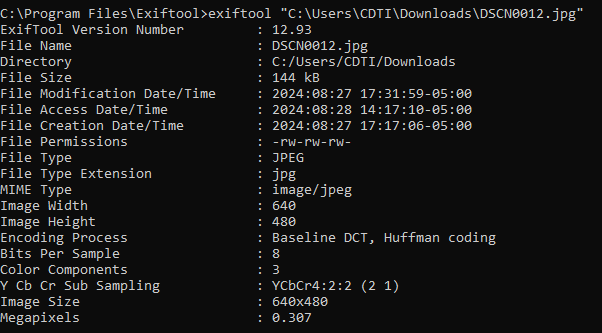 C:\Program Files\Exiftool>exiftool "C:\Users\CDTI\Downloads\DSCN0012.jpg"
ExifTool Version Number : 12.93
File Name : DSCN0012.jpg
Directory : C:/Users/CDTI/Downloads
File Size : 144 kB
File Modification Date/Time : 2024:08:27 17:31:59-05:00
File Access Date/Time : 2024:08:28 14:17:10-05:00
File Creation Date/Time : 2024:08:27 17:17:06-05:00
File Permissions : -rw-rw-rw-
File Type : JPEG
File Type Extension : jpg
MIME Type : image/jpeg
Image Width : 640
Image Height : 480
Encoding Process : Baseline DCT, Huffman coding
Bits Per Sample : 8
Color Components : 3
Y Cb Cr Sub Sampling : YCbCr4:2:2 (2 1)
Image Size : 640x480
Megapixels : 0.307